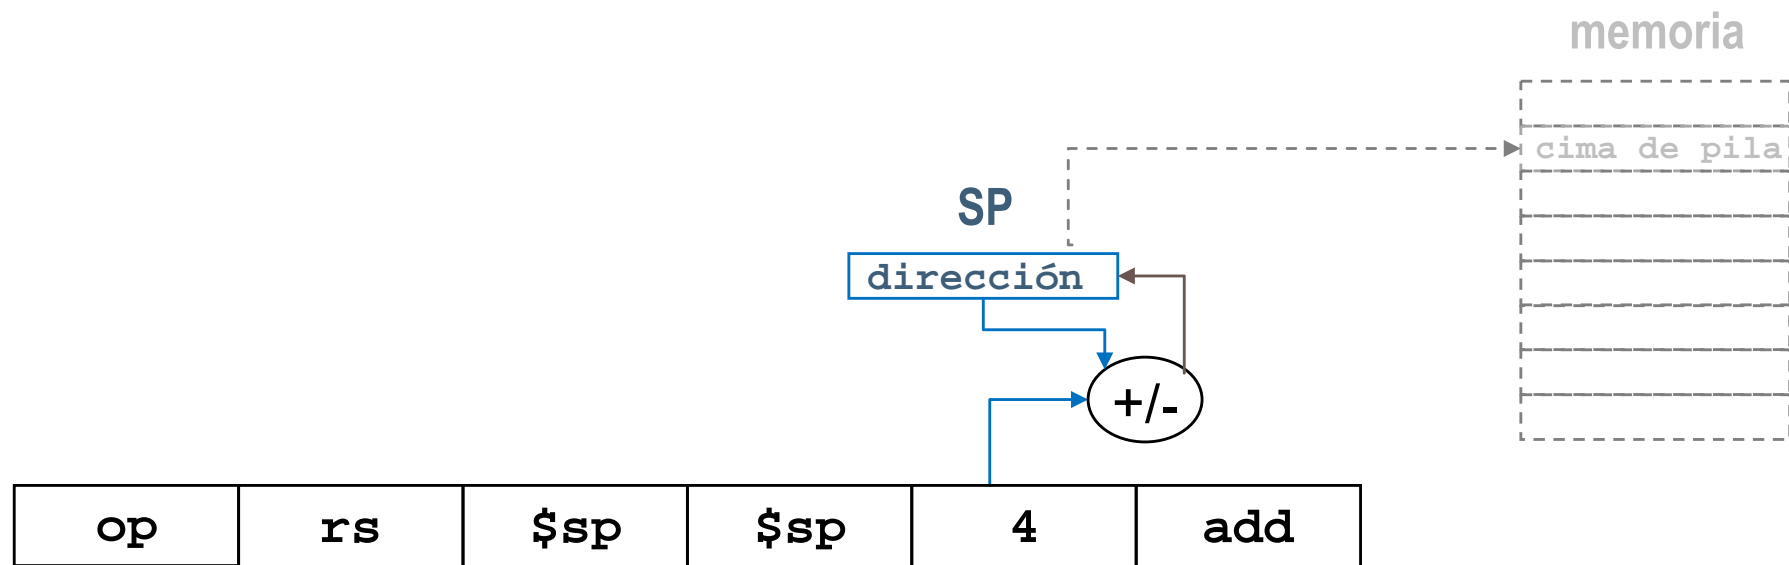 memoria
cima de pila
SP
dirección
+/-
op rs $sp $sp 4 add